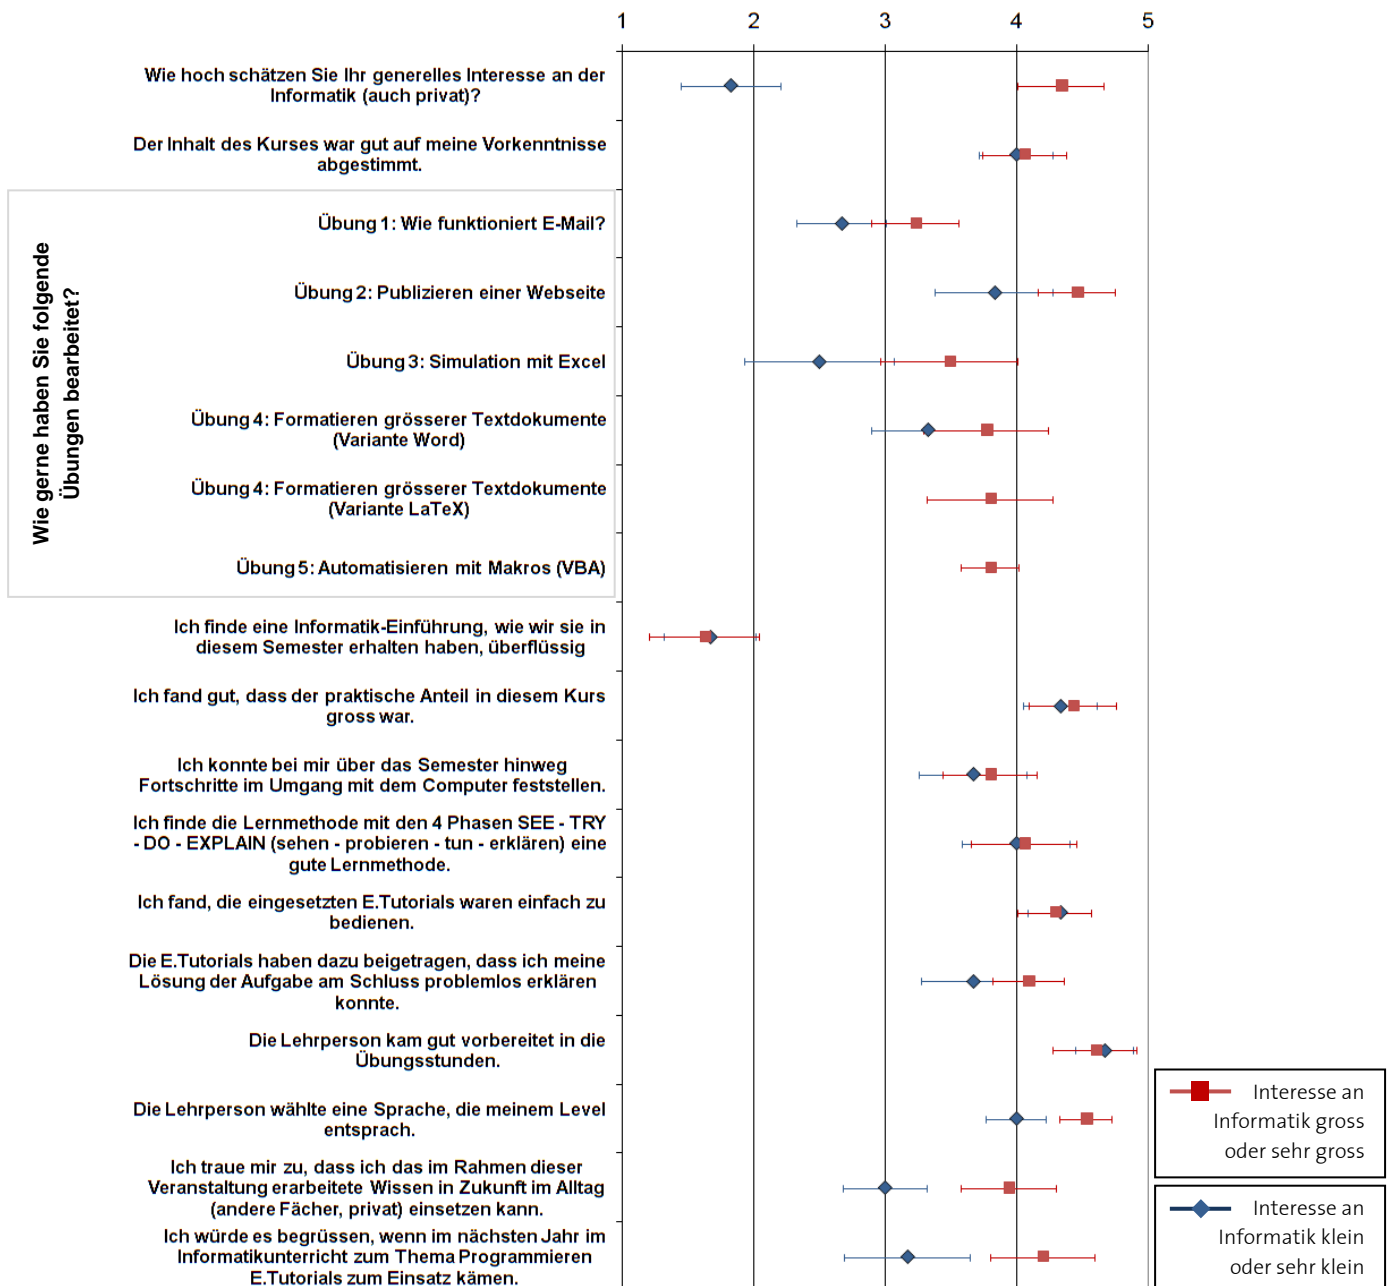 1 2 3 4 5
Wie hoch schätzen Sie Ihr generelles Interesse an der
Informatik (auch privat)?
Der Inhalt des Kurses war gut auf meine Vorkenntnisse
abgestimmt.
Wie gerne haben Sie folgende
Übungen bearbeitet?
Übung 1: Wie funktioniert E-Mail?
Übung 2: Publizieren einer Webseite
Übung 3: Simulation mit Excel
Übung 4: Formatieren grösserer Textdokumente
(Variante Word)
Übung 4: Formatieren grösserer Textdokumente
(Variante LaTeX)
Übung 5: Automatisieren mit Makros (VBA)
Ich finde eine Informatik-Einführung, wie wir sie in
diesem Semester erhalten haben, überflüssig
Ich fand gut, dass der praktische Anteil in diesem Kurs
gross war.
Ich konnte bei mir über das Semester hinweg
Fortschritte im Umgang mit dem Computer feststellen.
Ich finde die Lernmethode mit den 4 Phasen SEE - TRY
- DO - EXPLAIN (sehen - probieren - tun - erklären) eine
gute Lernmethode.
Ich fand, die eingesetzten E.Tutorials waren einfach zu
bedienen.
Die E.Tutorials haben dazu beigetragen, dass ich meine
Lösung der Aufgabe am Schluss problemlos erklären
konnte.
Die Lehrperson kam gut vorbereitet in die
Übungsstunden.
Die Lehrperson wählte eine Sprache, die meinem Level
entsprach.
Ich traue mir zu, dass ich das im Rahmen dieser
Veranstaltung erarbeitete Wissen in Zukunft im Alltag
(andere Fächer, privat) einsetzen kann.
Ich würde es begrüssen, wenn im nächsten Jahr im
Informatikunterricht zum Thema Programmieren
E.Tutorials zum Einsatz kämen.
Interesse an
Informatik gross
oder sehr gross
Interesse an
Informatik klein
oder sehr klein